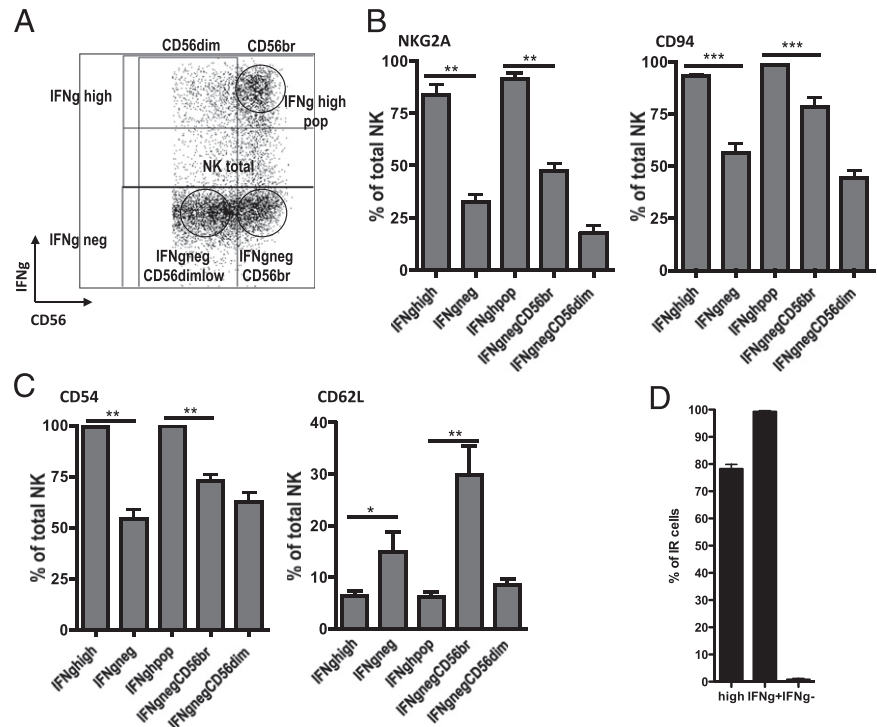 A
CD56dim CD56br
IFNg high
IFNg high
pop
NK total
IFNg neg
IFNgneg
CD56dimlow
IFNgneg
CD56br
IFNg
CD56
B
NKG2A
% of total NK
100
75
50
25
0
**
**
IFNghigh
IFNgneg
IFNghpop
IFNgnegCD56br
IFNgnegCD56dim
CD94
% of total NK
100
75
50
25
0
***
***
IFNghigh
IFNgneg
IFNghpop
IFNgnegCD56br
IFNgnegCD56dim
C
CD54
% of total NK
100
75
50
25
0
**
**
IFNghigh
IFNgneg
IFNghpop
IFNgnegCD56br
IFNgnegCD56dim
CD62L
% of total NK
40
30
20
10
0
*
**
IFNghigh
IFNgneg
IFNghpop
IFNgnegCD56br
IFNgnegCD56dim
D
% of IR cells
100
90
80
70
60
50
40
30
20
10
0
high IFNg+IFNg-